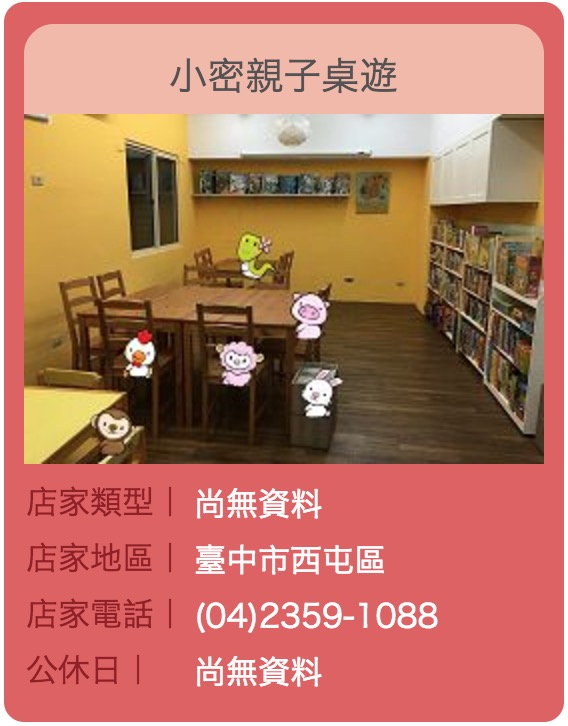 小密親子桌遊
店家類型｜ 尚無資料
店家地區｜ 臺中市西屯區
店家電話｜ (04)2359-1088
公休日｜ 尚無資料